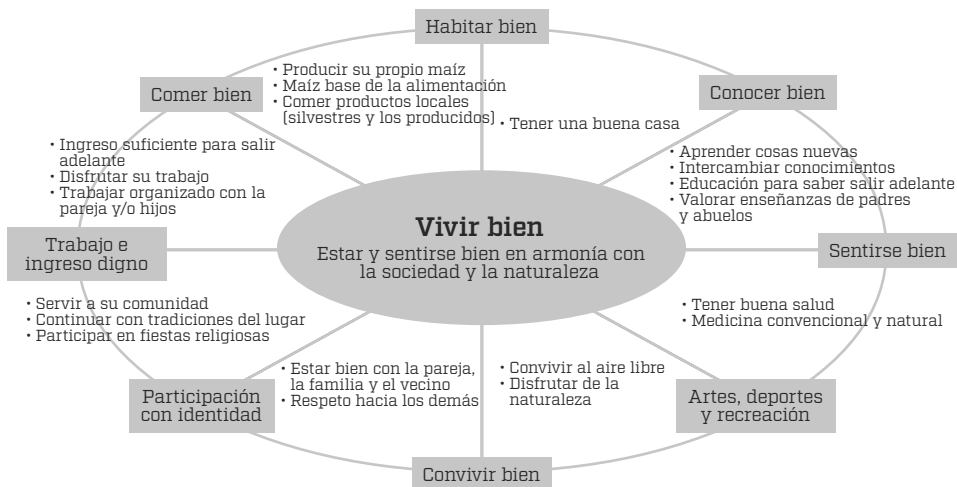 Habitar bien
Comer bien
• Producir su propio maíz
• Maíz base de la alimentación
• Comer productos locales
(silvestres y los producidos)
• Tener una buena casa
Conocer bien
• Ingreso suficiente para salir
adelante
• Disfrutar su trabajo
• Trabajar organizado con la
pareja y/o hijos
• Aprender cosas nuevas
• Intercambiar conocimientos
• Educación para saber salir adelante
• Valorar enseñanzas de padres
y abuelos
Vivir bien
Estar y sentirse bien en armonía con
la sociedad y la naturaleza
Trabajo e
ingreso digno
Sentirse bien
• Servir a su comunidad
• Continuar con tradiciones del lugar
• Participar en fiestas religiosas
• Tener buena salud
• Medicina convencional y natural
• Estar bien con la pareja,
la familia y el vecino
• Respeto hacia los demás
• Convivir al aire libre
• Disfrutar de la
naturaleza
Participación
con identidad
Artes, deportes
y recreación
Convivir bien